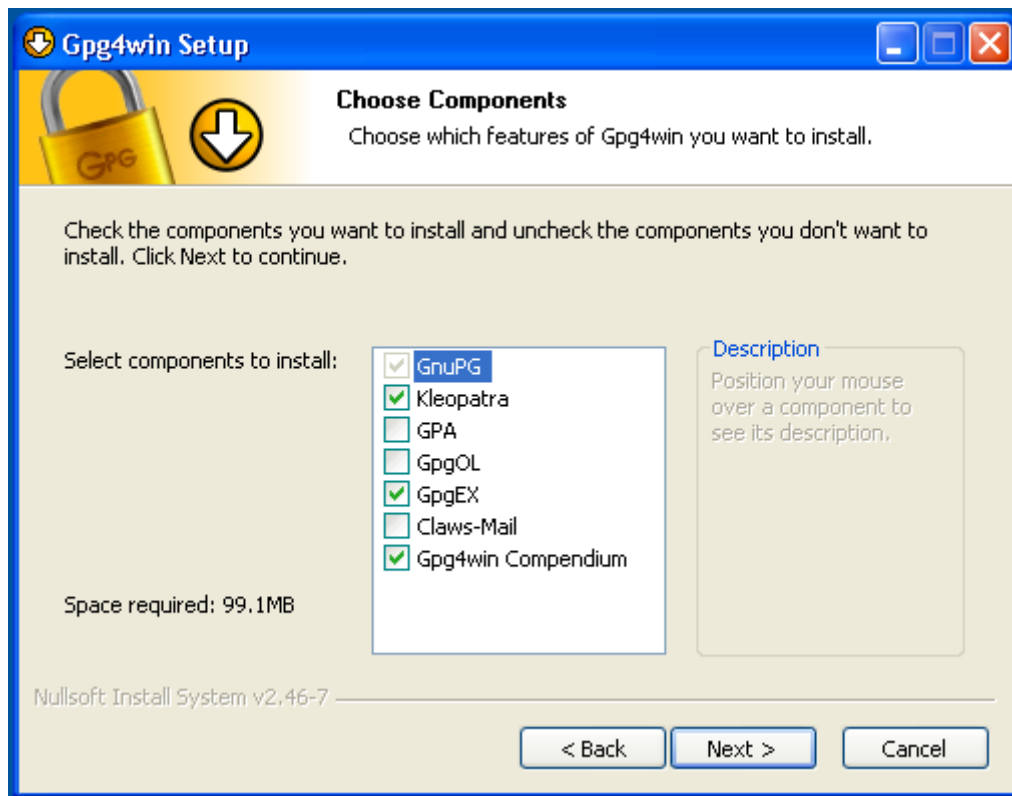 Gpg4win Setup
GPG
Choose Components
Choose which features of Gpg4win you want to install.
Check the components you want to install and uncheck the components you don't want to
install. Click Next to continue.
Select components to install:
GnuPG
Kleopatra
GPA
GpgOL
GpgEX
Claws-Mail
Gpg4win Compendium
Description
Position your mouse
over a component to
see its description.
Space required: 99.1MB
Nullsoft Install System v2.46-7
< Back
Next >
Cancel